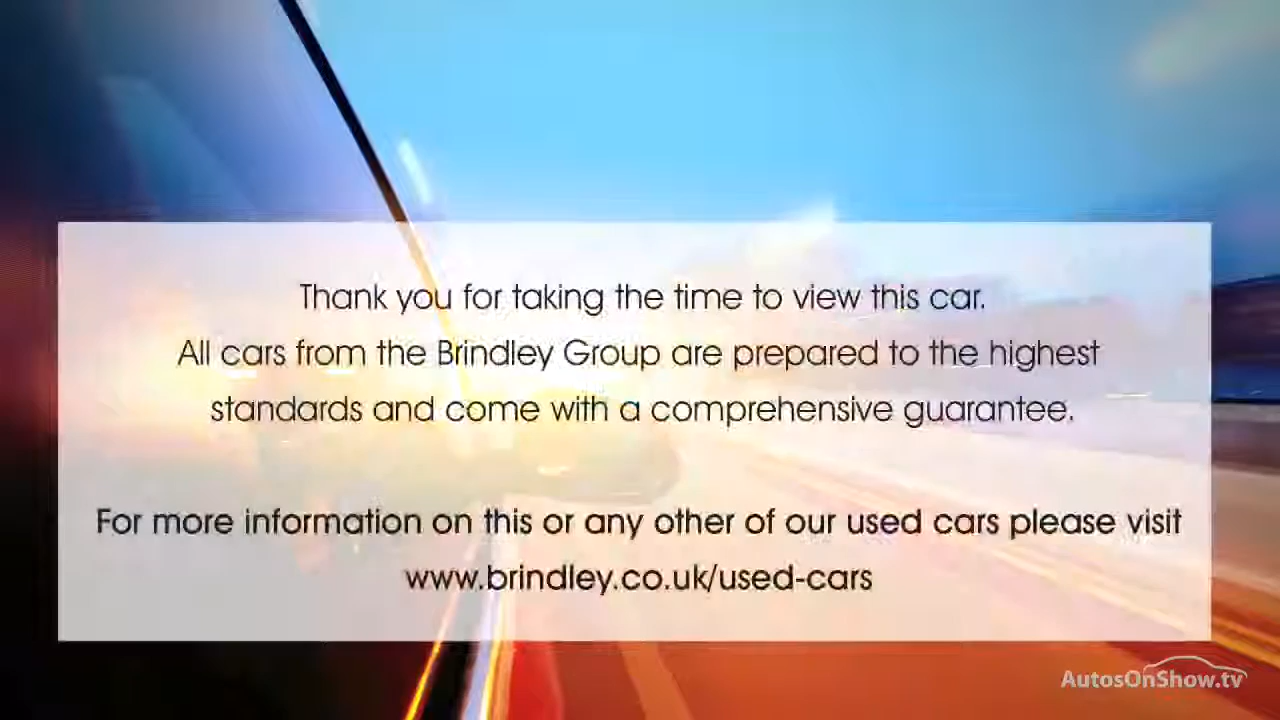 Thank you for taking the time to view this car.
All cars from the Brindley Group are prepared to the highest
standards and come with a comprehensive guarantee.
For more information on this or any other of our used cars please visit
www.brindley.co.uk/used-cars
AutosOnShow.tv